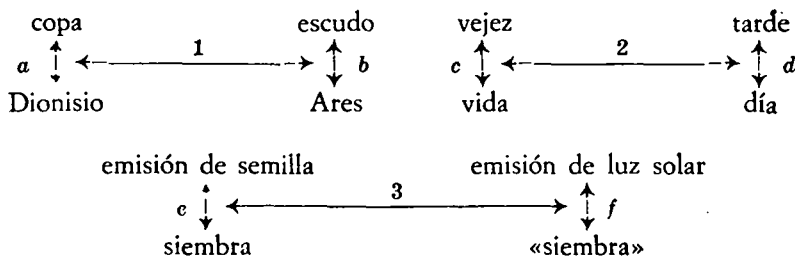 copa escudo vejez tarde
a 1 b c 2 d
Dionisio Ares vida día
emisión de semilla emisión de luz solar
e 3 f
siembra «siembra»